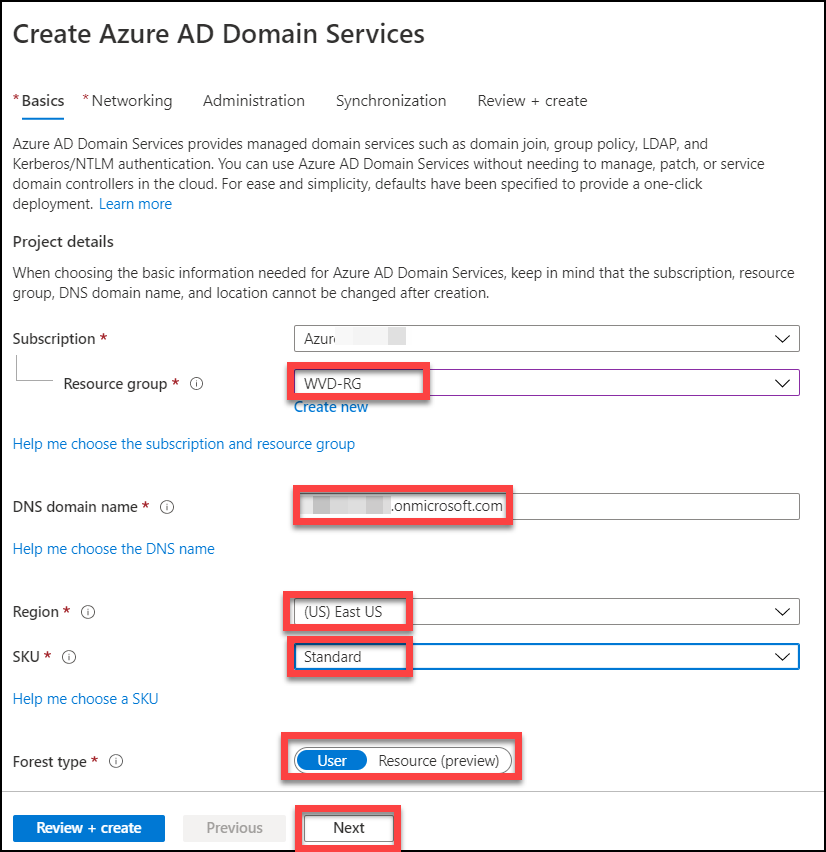 Create Azure AD Domain Services
*Basics *Networking Administration Synchronization Review + create
Azure AD Domain Services provides managed domain services such as domain join, group policy, LDAP, and
Kerberos/NTLM authentication. You can use Azure AD Domain Services without needing to manage, patch, or service
domain controllers in the cloud. For ease and simplicity, defaults have been specified to provide a one-click
deployment. Learn more
Project details
When choosing the basic information needed for Azure AD Domain Services, keep in mind that the subscription, resource
group, DNS domain name, and location cannot be changed after creation.
Subscription *
Resource group *
WVD-RG
Create new
Help me choose the subscription and resource group
DNS domain name *
.onmicrosoft.com
Help me choose the DNS name
Region *
(US) East US
SKU *
Standard
Help me choose a SKU
Forest type *
User Resource (preview)
Review + create Previous Next